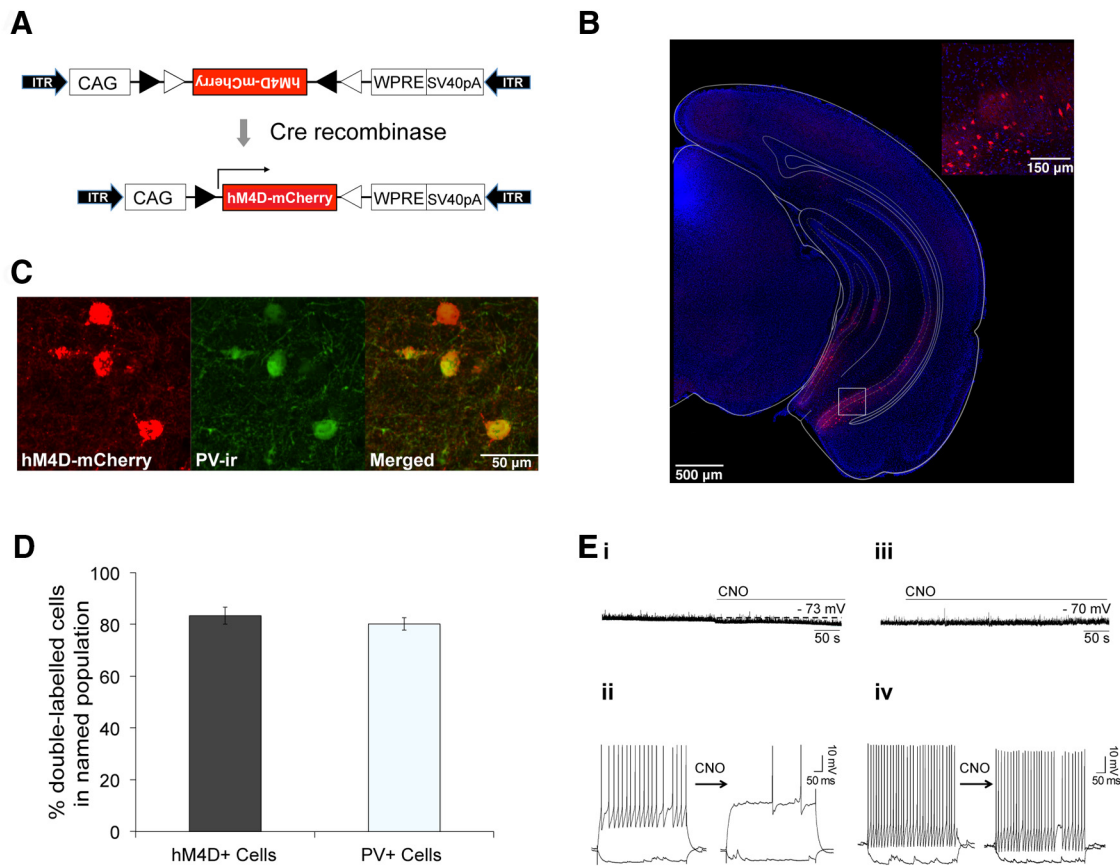 A
ITR CAG hM4D-mCherry WPRE SV40pA ITR
Cre recombinase
ITR CAG hM4D-mCherry WPRE SV40pA ITR
B
150 µm
500 µm
C
hM4D-mCherry PV-ir Merged 50 µm
D
% double-labelled cells
in named population
100
80
60
40
20
0
hM4D+ Cells PV+ Cells
E i
CNO
- 73 mV
50 s
iii
CNO
- 70 mV
50 s
ii
CNO
10 mV
50 ms
iv
CNO
10 mV
50 ms